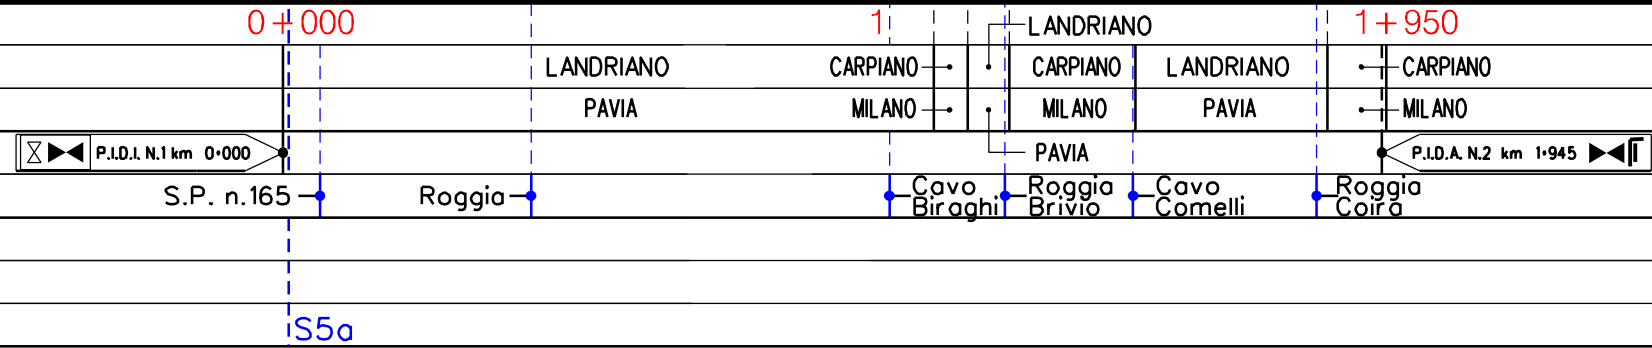 0+000 1 LANDRIANO 1+950
LANDRIANO CARPIANO CARPIANO LANDRIANO CARPIANO
PAVIA MILANO MILANO PAVIA MILANO
P.I.D.I. N.1 km 0+000 PAVIA P.I.D.A. N.2 km 1+945
S.P. n.165 Roggia Cavo Biraghi Roggia Brivio Cavo Comelli Roggia Coira
S5a